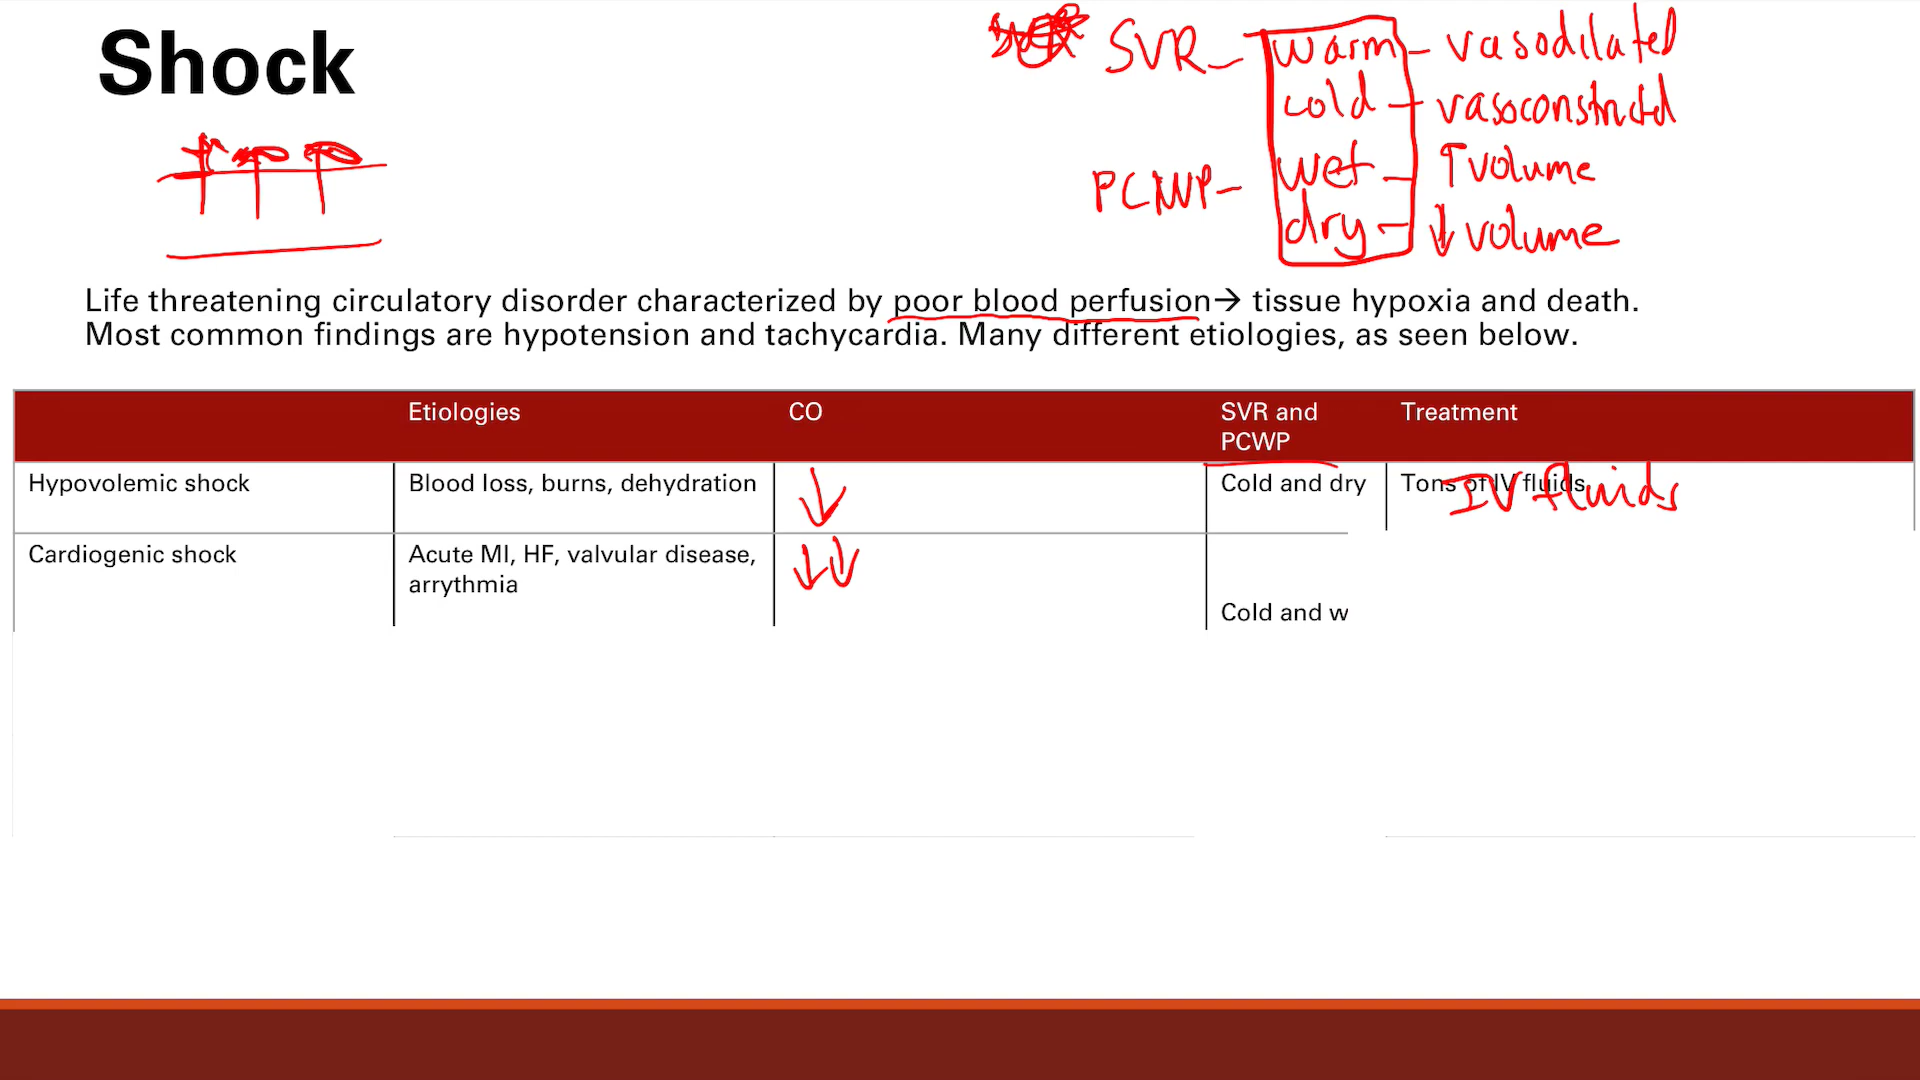 Shock
SVR – warm – vasodilated
cold – vasoconstrictd
wet – ↑ volume
PCWP –
dry – ↓ volume
Life threatening circulatory disorder characterized by poor blood perfusion→ tissue hypoxia and death.
Most common findings are hypotension and tachycardia. Many different etiologies, as seen below.
Etiologies CO SVR and PCWP Treatment
Hypovolemic shock Blood loss, burns, dehydration ↓ Cold and dry Tons of IV fluids
IV fluids
Cardiogenic shock Acute MI, HF, valvular disease, ↓↓
arrythmia
Cold and w